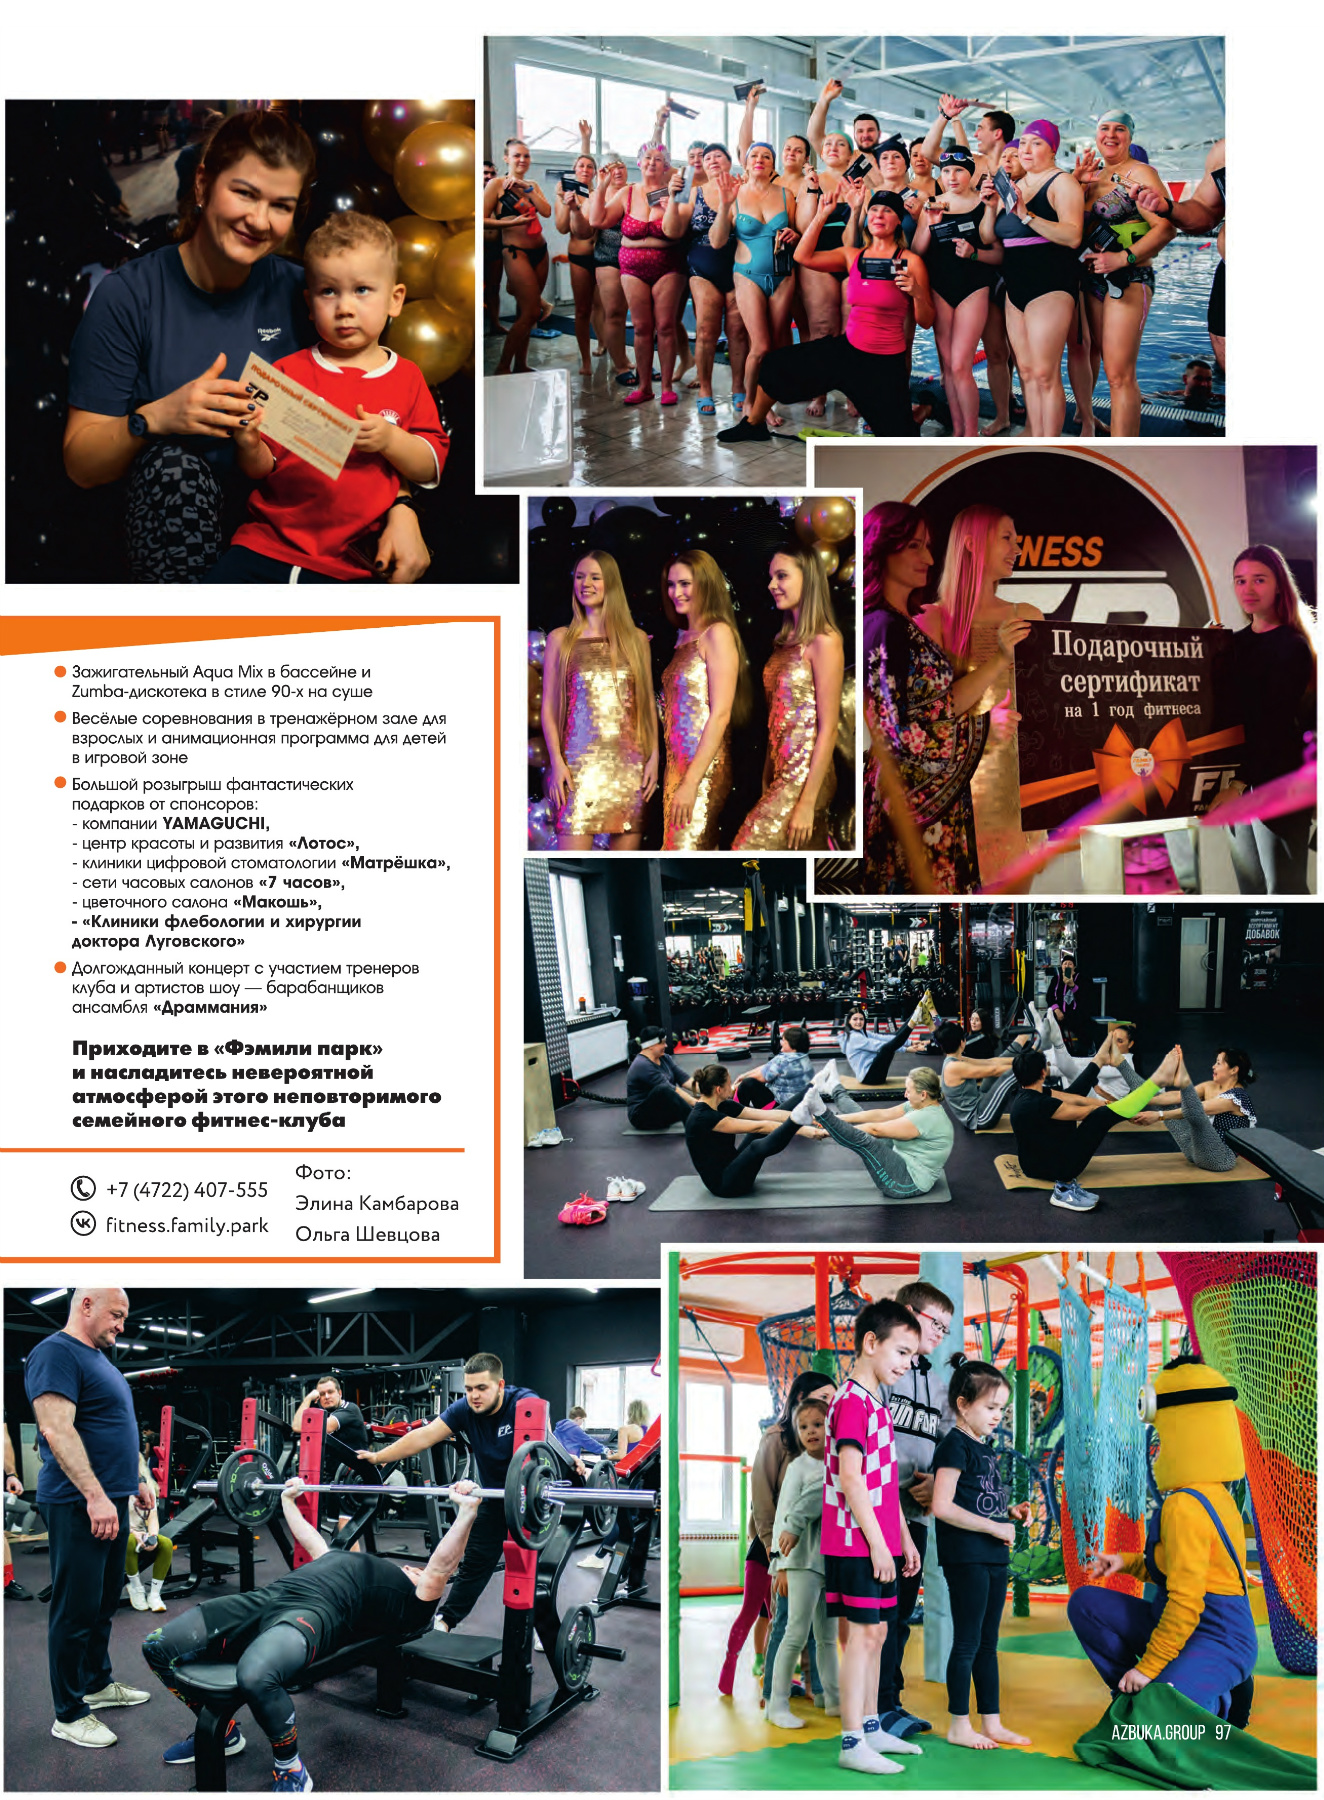 Reebok
ПОДАРОЧНЫЙ СЕРТИФИКАТ
FP
NESS
Подарочный
сертификат
на 1 год фитнеса
Зажигательный Aqua Mix в бассейне и
Zumba-дискотека в стиле 90-х на суше
Весёлые соревнования в тренажёрном зале для
взрослых и анимационная программа для детей
в игровой зоне
Большой розыгрыш фантастических
подарков от спонсоров:
- компании YAMAGUCHI,
- центр красоты и развития «Лотос»,
- клиники цифровой стоматологии «Матрёшка»,
- сети часовых салонов «7 часов»,
- цветочного салона «Макошь»,
- «Клиники флебологии и хирургии
доктора Луговского»
Долгожданный концерт с участием тренеров
клуба и артистов шоу — барабанщиков
ансамбля «Драммания»
Приходите в «Фэмили парк»
и насладитесь невероятной
атмосферой этого неповторимого
семейного фитнес-клуба
+7 (4722) 407-555
fitness.family.park
Фото:
Элина Камбарова
Ольга Шевцова
АССОРТИМЕНТ
ДОБАВОК
FP
AZBUKA.GROUP 97